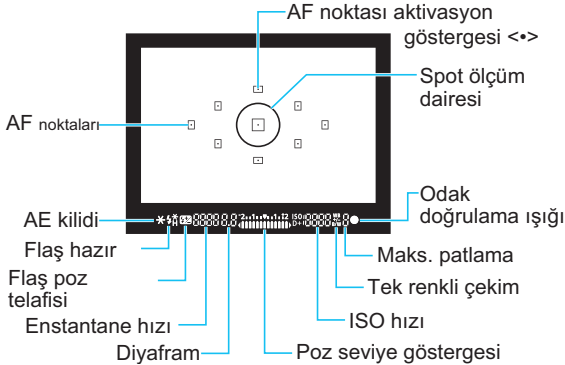 AF noktası aktivasyon
göstergesi <•>
Spot ölçüm
dairesi
AF noktaları
AE kilidi
Flaş hazır
Flaş poz
telafisi
Enstantane hızı
Diyafram
Odak
doğrulama ışığı
Maks. patlama
Tek renkli çekim
ISO hızı
Poz seviye göstergesi